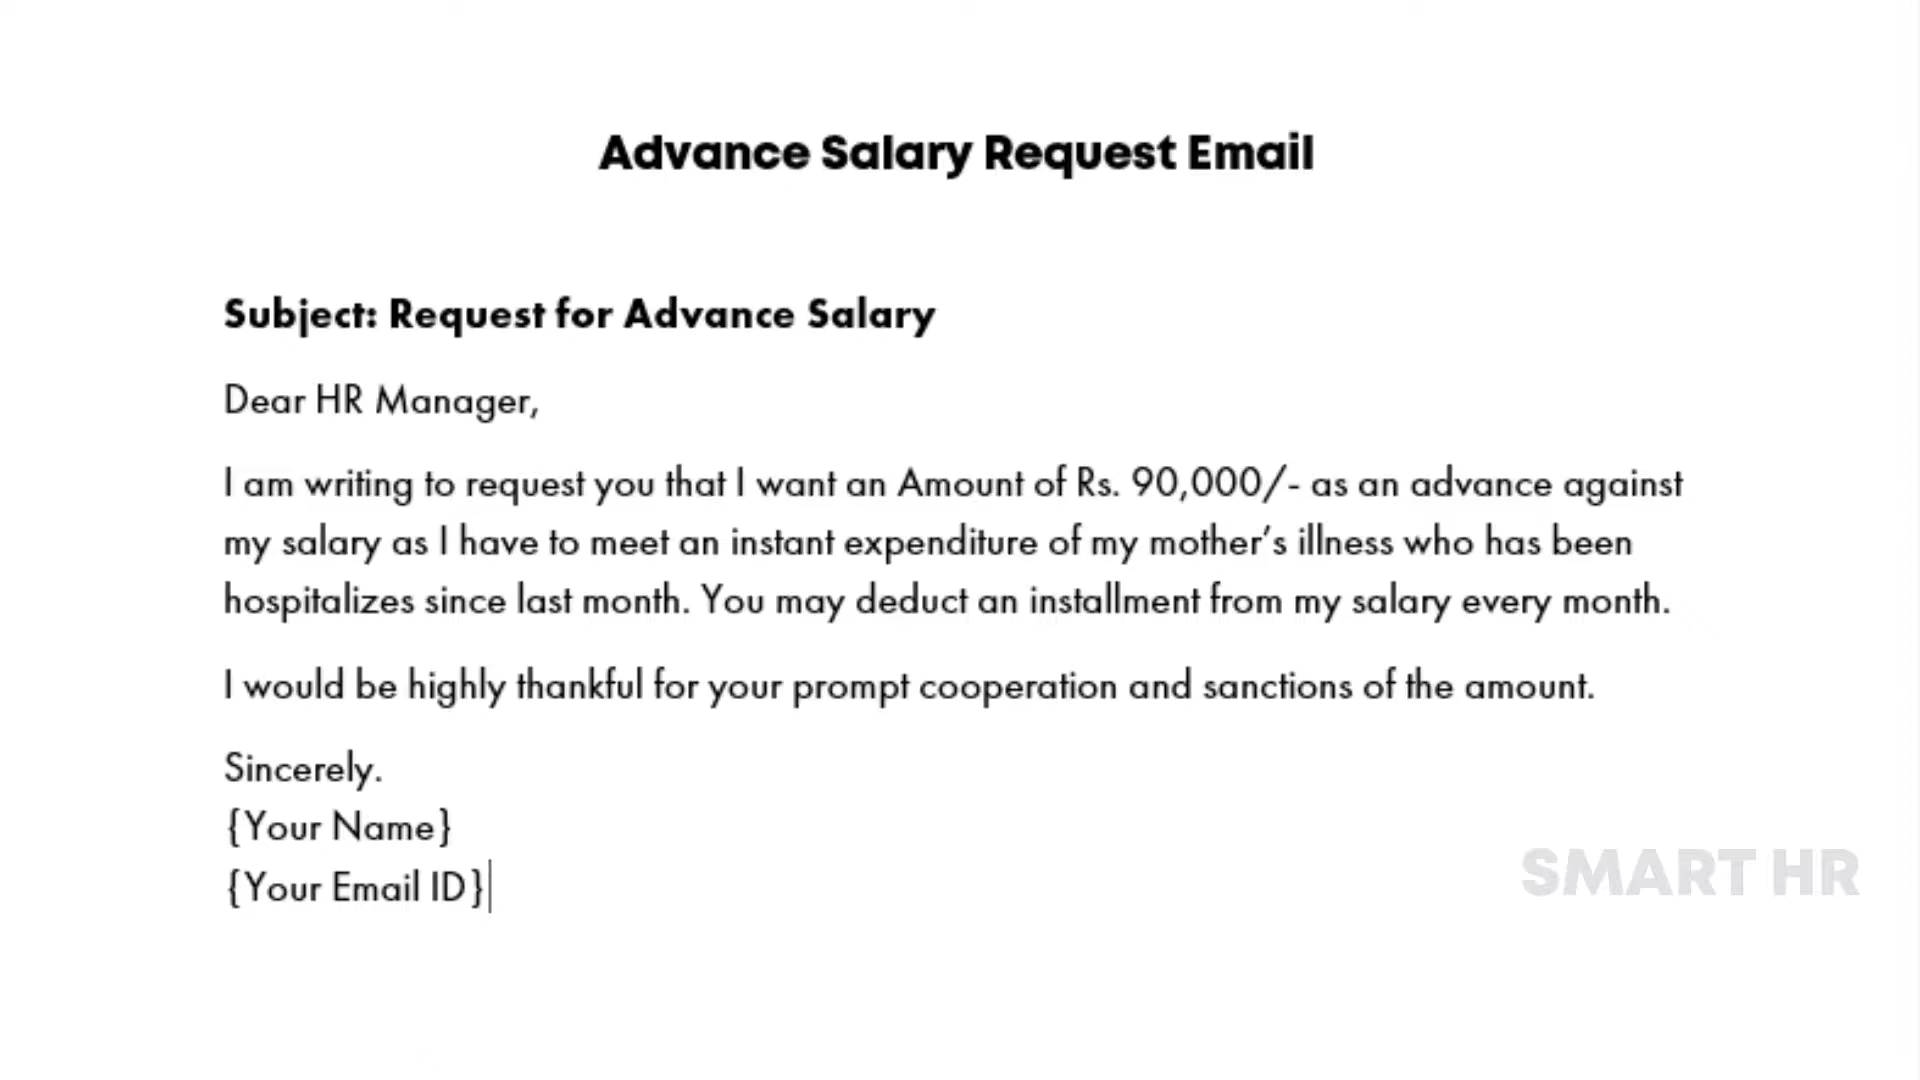 Advance Salary Request Email
Subject: Request for Advance Salary
Dear HR Manager,
I am writing to request you that I want an Amount of Rs. 90,000/- as an advance against
my salary as I have to meet an instant expenditure of my mother’s illness who has been
hospitalizes since last month. You may deduct an installment from my salary every month.
I would be highly thankful for your prompt cooperation and sanctions of the amount.
Sincerely.
{Your Name}
{Your Email ID}
SMART HR